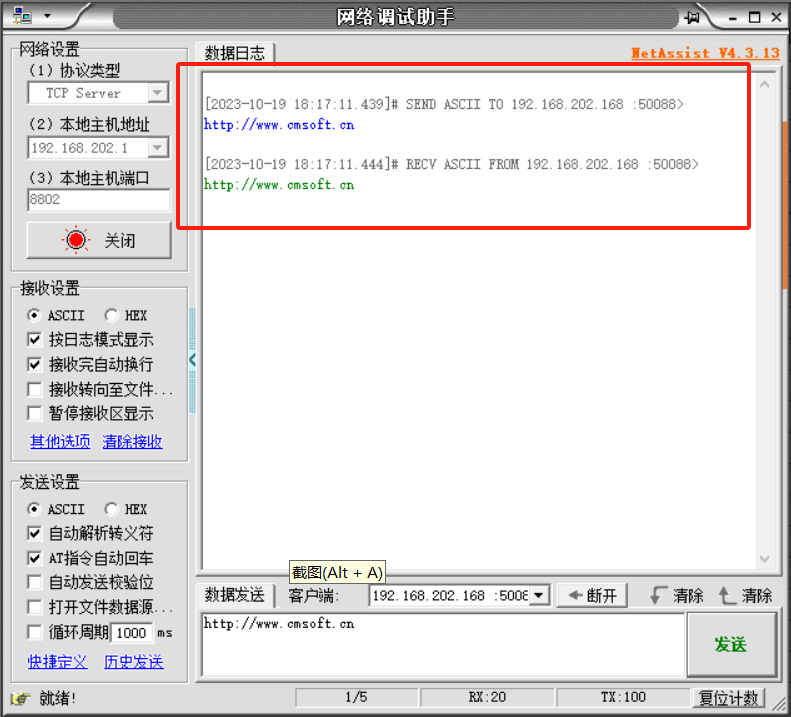 网络调试助手
网络设置
(1) 协议类型
TCP Server
(2) 本地主机地址
192.168.202.1
(3) 本地主机端口
8802
关闭
接收设置
ASCII HEX
按日志模式显示
接收完自动换行
接收转向至文件...
暂停接收区显示
其他选项 清除接收
发送设置
ASCII HEX
自动解析转义符
AT指令自动回车
自动发送校验位
打开文件数据源...
循环周期 1000 ms
快捷定义 历史发送
数据日志
NetAssist V4.3.13
[2023-10-19 18:17:11.439]# SEND ASCII TO 192.168.202.168 :50088>
http://www.cmsoft.cn
[2023-10-19 18:17:11.444]# RECV ASCII FROM 192.168.202.168 :50088>
http://www.cmsoft.cn
截图(Alt + A)
数据发送 客户端: 192.168.202.168 :5008 断开 清除 清除
http://www.cmsoft.cn
发送
就绪! 1/5 RX:20 TX:100 复位计数